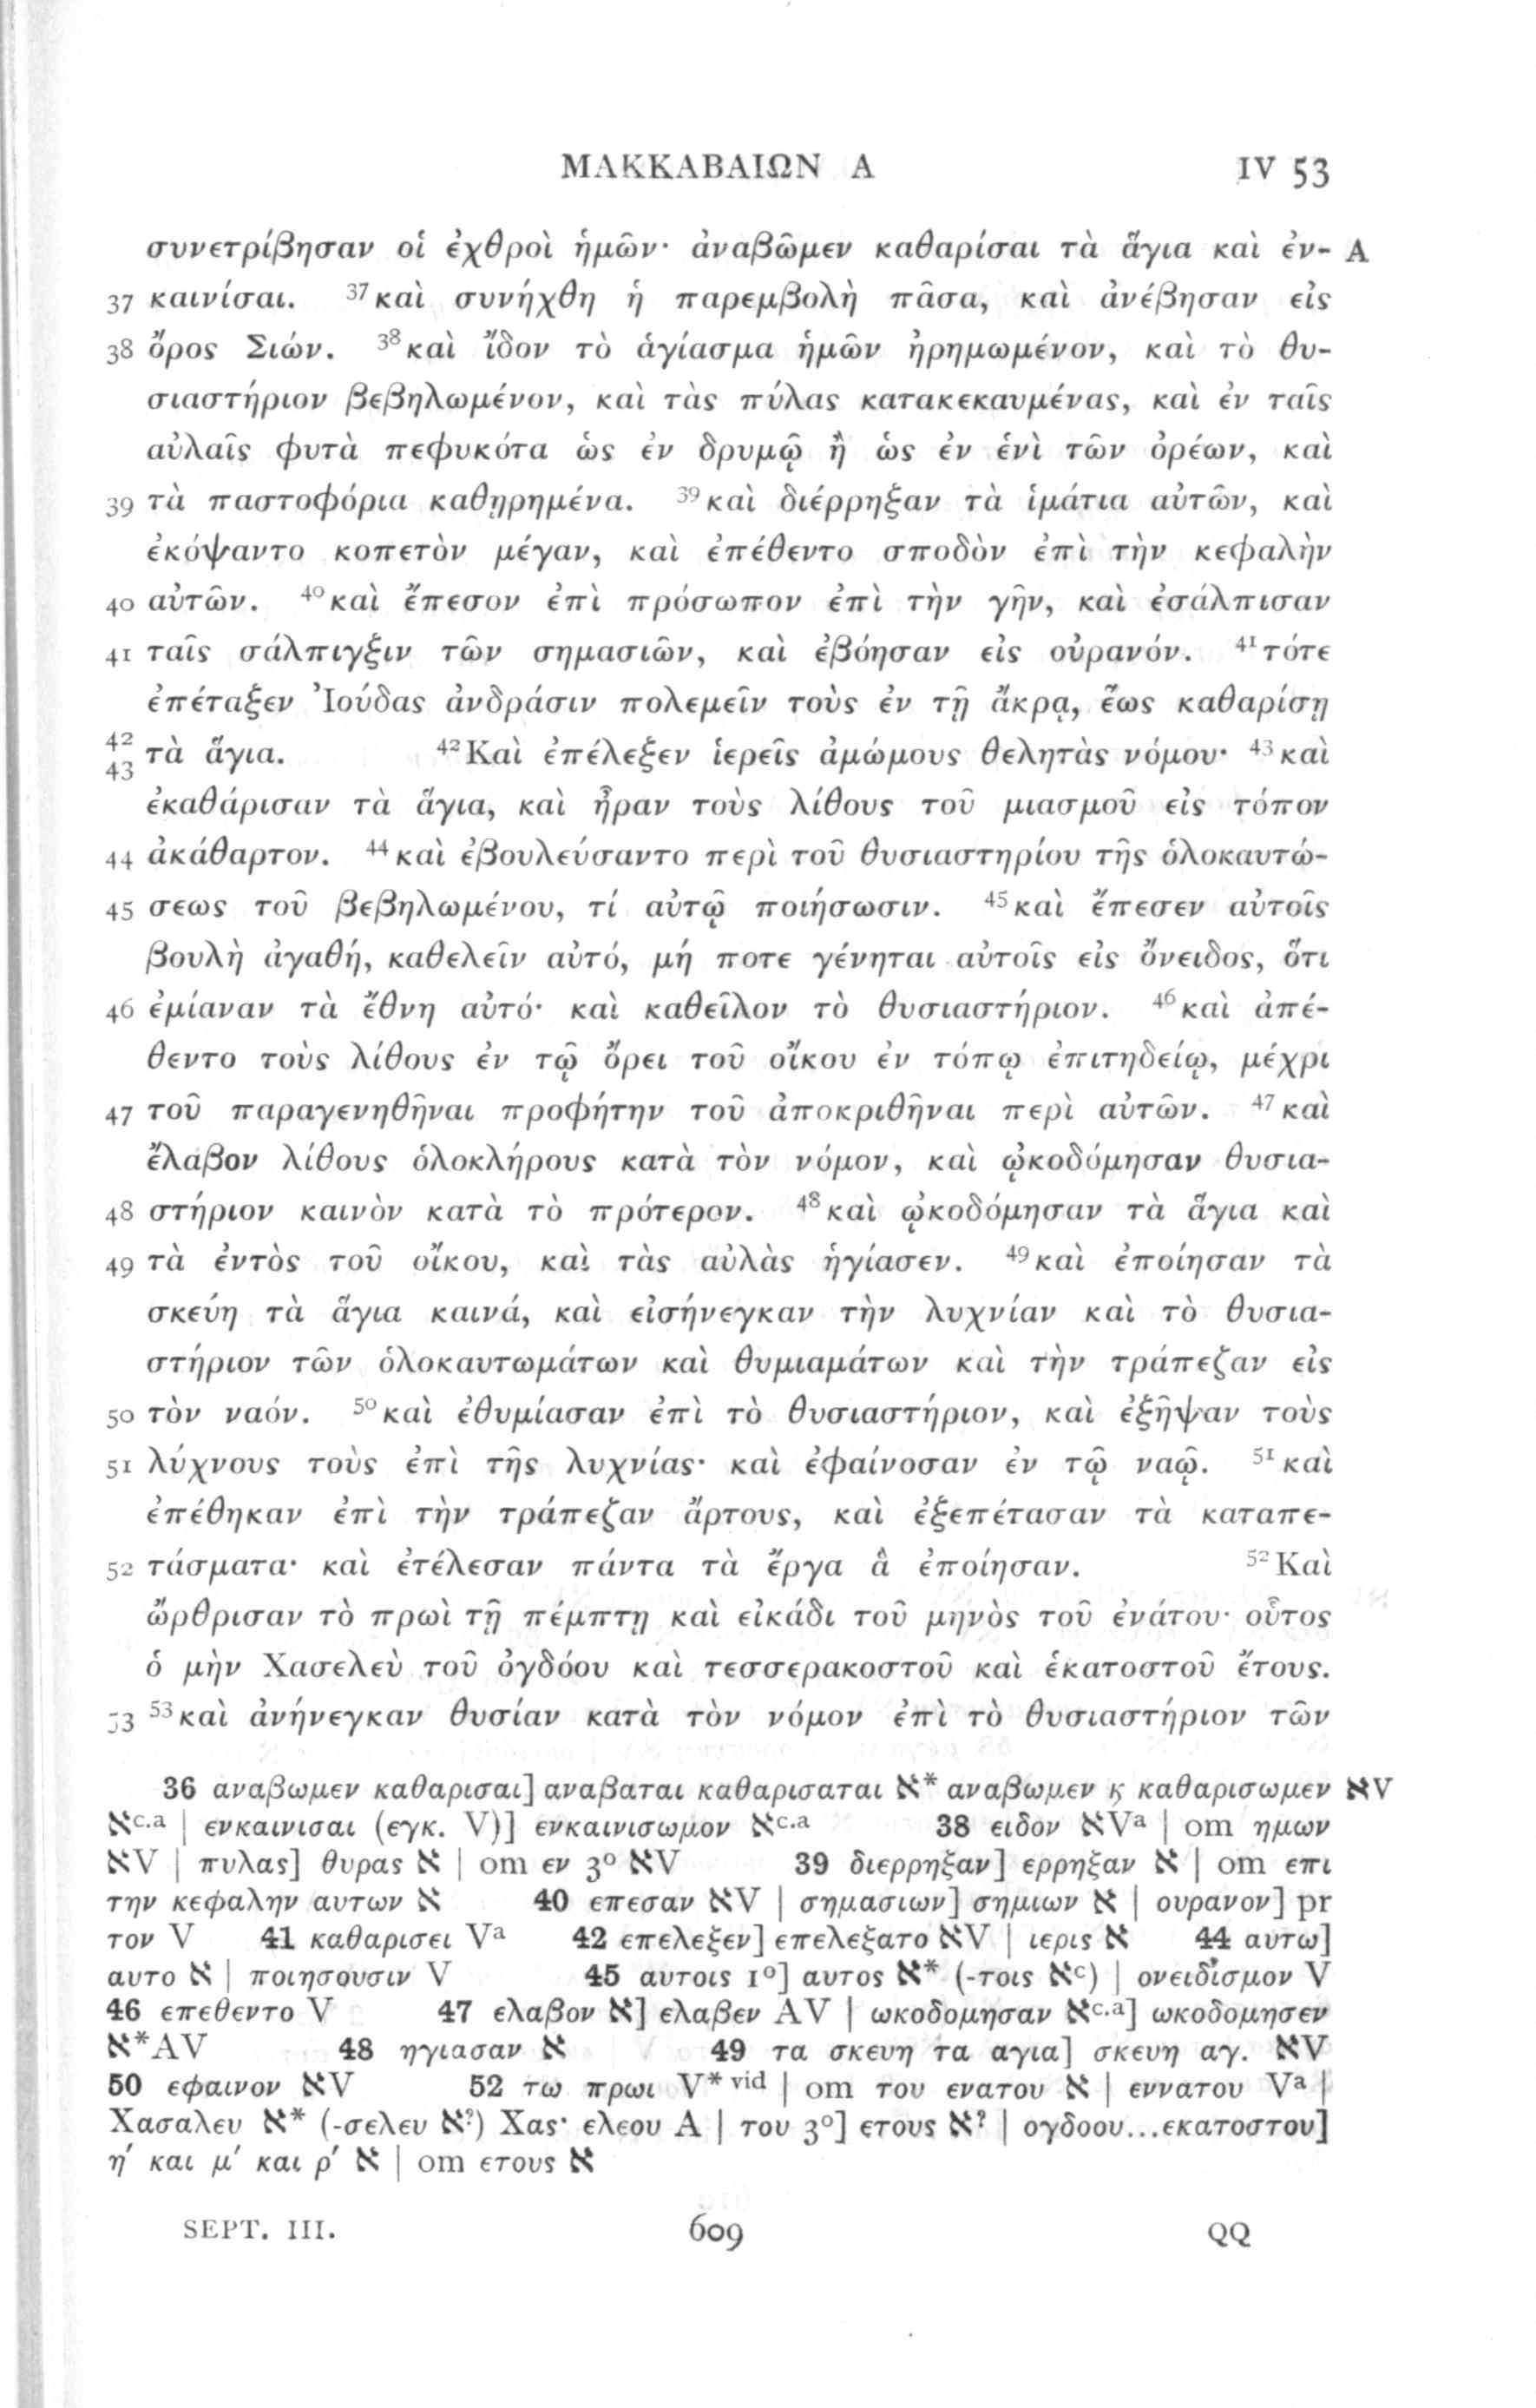 ΜΑΚΚΑΒΑΙΩΝ Α IV 53
συνετρίβησαν οἱ ἐχθροὶ ἡμῶν· ἀναβῶμεν καθαρίσαι τὰ ἅγια καὶ ἐν- A
37 καινίσαι. ³⁷καὶ συνήχθη ἡ παρεμβολὴ πᾶσα, καὶ ἀνέβησαν εἰς
38 ὄρος Σιών. ³⁸καὶ ἴδον τὸ ἁγίασμα ἡμῶν ἠρημωμένον, καὶ τὸ θυ-
σιαστήριον βεβηλωμένον, καὶ τὰς πύλας κατακεκαυμένας, καὶ ἐν ταῖς
αὐλαῖς φυτὰ πεφυκότα ὡς ἐν δρυμῷ ἢ ὡς ἐν ἑνὶ τῶν ὀρέων, καὶ
39 τὰ παστοφόρια καθῃρημένα. ³⁹καὶ διέρρηξαν τὰ ἱμάτια αὐτῶν, καὶ
ἐκόψαντο κοπετὸν μέγαν, καὶ ἐπέθεντο σποδὸν ἐπὶ τὴν κεφαλὴν
40 αὐτῶν. ⁴⁰καὶ ἔπεσον ἐπὶ πρόσωπον ἐπὶ τὴν γῆν, καὶ ἐσάλπισαν
41 ταῖς σάλπιγξιν τῶν σημασιῶν, καὶ ἐβόησαν εἰς οὐρανόν. ⁴¹τότε
ἐπέταξεν Ἰούδας ἀνδράσιν πολεμεῖν τοὺς ἐν τῇ ἄκρᾳ, ἕως καθαρίσῃ
42 43 τὰ ἅγια. ⁴²Καὶ ἐπέλεξεν ἱερεῖς ἀμώμους θελητὰς νόμου· ⁴³καὶ
ἐκαθάρισαν τὰ ἅγια, καὶ ἦραν τοὺς λίθους τοῦ μιασμοῦ εἰς τόπον
44 ἀκάθαρτον. ⁴⁴καὶ ἐβουλεύσαντο περὶ τοῦ θυσιαστηρίου τῆς ὁλοκαυτώ-
45 σεως τοῦ βεβηλωμένου, τί αὐτῷ ποιήσωσιν. ⁴⁵καὶ ἔπεσεν αὐτοῖς
βουλὴ ἀγαθή, καθελεῖν αὐτό, μή ποτε γένηται αὐτοῖς εἰς ὄνειδος, ὅτι
46 ἐμίαναν τὰ ἔθνη αὐτό· καὶ καθεῖλον τὸ θυσιαστήριον. ⁴⁶καὶ ἀπέ-
θεντο τοὺς λίθους ἐν τῷ ὄρει τοῦ οἴκου ἐν τόπῳ ἐπιτηδείῳ, μέχρι
47 τοῦ παραγενηθῆναι προφήτην τοῦ ἀποκριθῆναι περὶ αὐτῶν. ⁴⁷καὶ
ἔλαβον λίθους ὁλοκλήρους κατὰ τὸν νόμον, καὶ ᾠκοδόμησαν θυσια-
48 στήριον καινὸν κατὰ τὸ πρότερον. ⁴⁸καὶ ᾠκοδόμησαν τὰ ἅγια καὶ
49 τὰ ἐντὸς τοῦ οἴκου, καὶ τὰς αὐλὰς ἡγίασεν. ⁴⁹καὶ ἐποίησαν τὰ
σκεύη τὰ ἅγια καινά, καὶ εἰσήνεγκαν τὴν λυχνίαν καὶ τὸ θυσια-
στήριον τῶν ὁλοκαυτωμάτων καὶ θυμιαμάτων καὶ τὴν τράπεζαν εἰς
50 τὸν ναόν. ⁵⁰καὶ ἐθυμίασαν ἐπὶ τὸ θυσιαστήριον, καὶ ἐξῆψαν τοὺς
51 λύχνους τοὺς ἐπὶ τῆς λυχνίας· καὶ ἐφαίνοσαν ἐν τῷ ναῷ. ⁵¹καὶ
ἐπέθηκαν ἐπὶ τὴν τράπεζαν ἄρτους, καὶ ἐξεπέτασαν τὰ καταπε-
52 τάσματα· καὶ ἐτέλεσαν πάντα τὰ ἔργα ἃ ἐποίησαν. ⁵²Καὶ
ὤρθρισαν τὸ πρωὶ τῇ πέμπτῃ καὶ εἰκάδι τοῦ μηνὸς τοῦ ἐνάτου· οὗτος
ὁ μὴν Χασελεὺ τοῦ ὀγδόου καὶ τεσσερακοστοῦ καὶ ἑκατοστοῦ ἔτους.
53 ⁵³καὶ ἀνήνεγκαν θυσίαν κατὰ τὸν νόμον ἐπὶ τὸ θυσιαστήριον τῶν
36 αναβωμεν καθαρισαι] αναβαται καθαρισαται א* αναβωμεν ϗ καθαρισωμεν אV
אᶜ·ᵃ | ενκαινισαι (εγκ. V)] ενκαινισωμον אᶜ·ᵃ 38 ειδον אVᵃ | om ημων
אV | πυλας] θυρας א | om εν 3° אV 39 διερρηξαν] ερρηξαν א | om επι
την κεφαλην αυτων א 40 επεσαν אV | σημασιων] σημιων א | ουρανον] pr
τον V 41 καθαρισει Vᵃ 42 επελεξεν] επελεξατο אV | ιερις א 44 αυτω]
αυτο א | ποιησουσιν V 45 αυτοις 1°] αυτος א* (-τοις אᶜ) | ονειδισμον V
46 επεθεντο V 47 ελαβον א] ελαβεν AV | ωκοδομησαν אᶜ·ᵃ] ωκοδομησεν
א*AV 48 ηγιασαν א 49 τα σκευη τα αγια] σκευη αγ. אV
50 εφαινον אV 52 τω πρωι V*ᵛⁱᵈ | om του ενατου א | εννατου Vᵃ |
Χασαλευ א* (-σελευ א?) Χας· ελεου A | του 3°] ετους א? | ογδοου...εκατοστου]
η′ και μ′ και ρ′ א | om ετους א
SEPT. III. 609 QQ